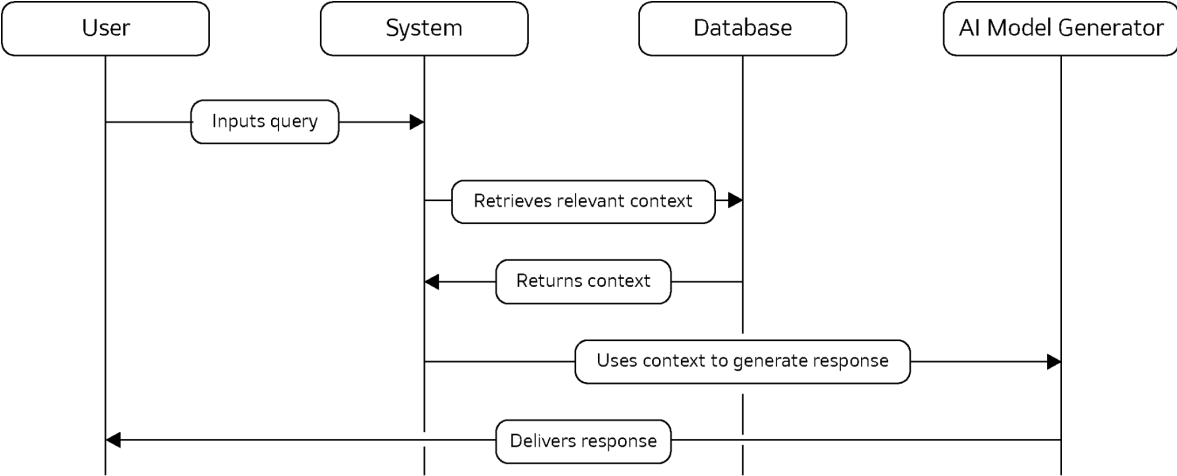 User
System
Database
AI Model Generator
Inputs query
Retrieves relevant context
Returns context
Uses context to generate response
Delivers response